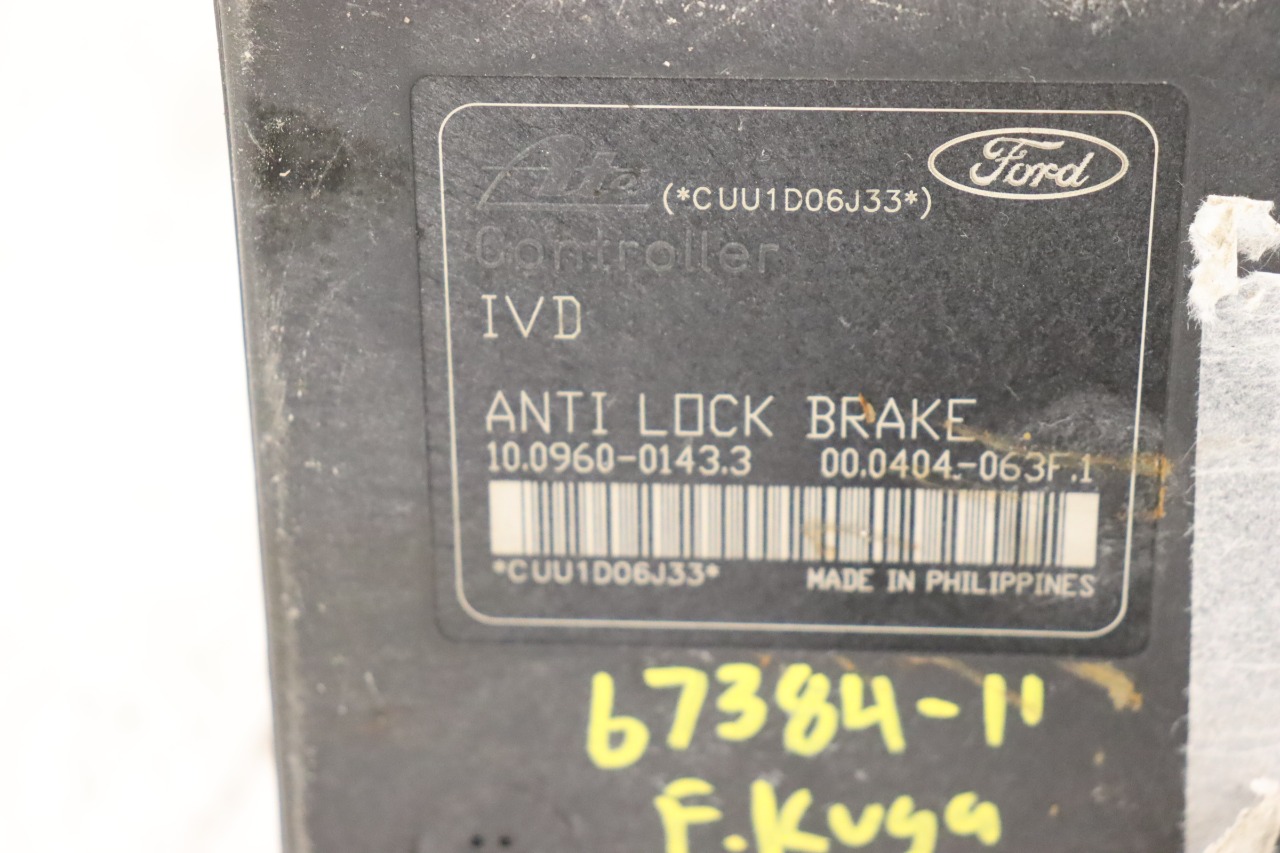 Ate
(*CUU1D06J33*)
Ford
Controller
IVD
ANTI LOCK BRAKE
10.0960-0143.3 00.0404-063F.1
*CUU1D06J33*
MADE IN PHILIPPINES
67384-11
F.Kuga